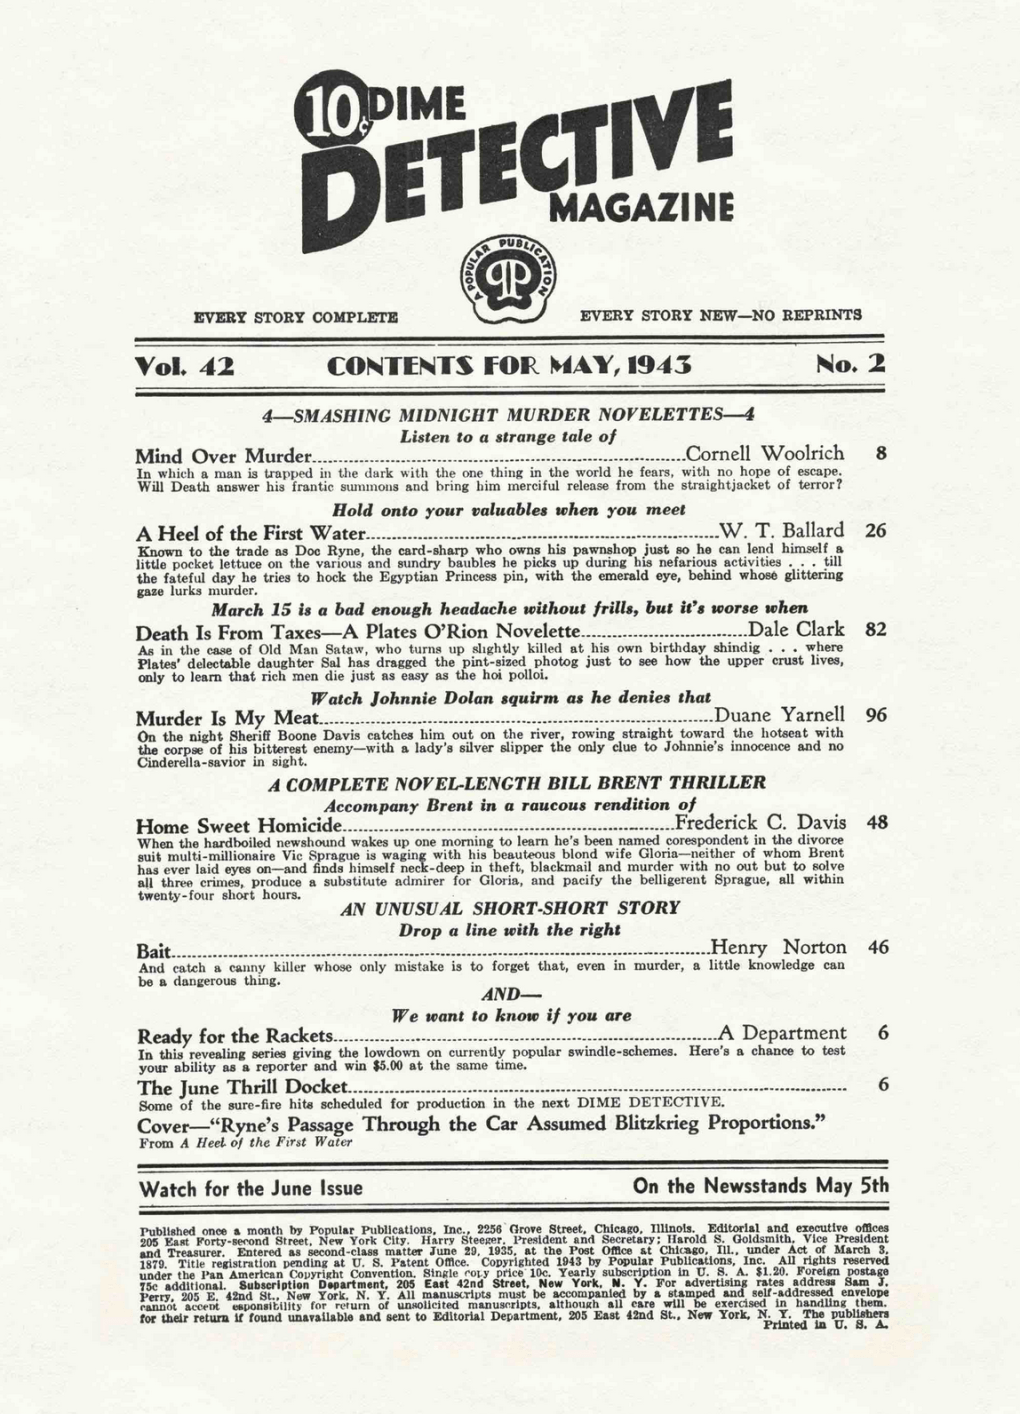 10¢ DIME
DETECTIVE
MAGAZINE
A POPULAR PUBLICATION
EVERY STORY COMPLETE
EVERY STORY NEW—NO REPRINTS
Vol. 42 CONTENTS FOR MAY, 1943 No. 2
4—SMASHING MIDNIGHT MURDER NOVELETTES—4
Listen to a strange tale of
Mind Over Murder....Cornell Woolrich 8
In which a man is trapped in the dark with the one thing in the world he fears, with no hope of escape.
Will Death answer his frantic summons and bring him merciful release from the straightjacket of terror?
Hold onto your valuables when you meet
A Heel of the First Water....W. T. Ballard 26
Known to the trade as Doc Ryne, the card-sharp who owns his pawnshop just so he can lend himself a
little pocket lettuce on the various and sundry baubles he picks up during his nefarious activities . . . till
the fateful day he tries to hock the Egyptian Princess pin, with the emerald eye, behind whose glittering
gaze lurks murder.
March 15 is a bad enough headache without frills, but it's worse when
Death Is From Taxes—A Plates O'Rion Novelette....Dale Clark 82
As in the case of Old Man Sataw, who turns up slightly killed at his own birthday shindig . . . where
Plates' delectable daughter Sal has dragged the pint-sized photog just to see how the upper crust lives,
only to learn that rich men die just as easy as the hoi polloi.
Watch Johnnie Dolan squirm as he denies that
Murder Is My Meat....Duane Yarnell 96
On the night Sheriff Boone Davis catches him out on the river, rowing straight toward the hotseat with
the corpse of his bitterest enemy—with a lady's silver slipper the only clue to Johnnie's innocence and no
Cinderella-savior in sight.
A COMPLETE NOVEL-LENGTH BILL BRENT THRILLER
Accompany Brent in a raucous rendition of
Home Sweet Homicide....Frederick C. Davis 48
When the hardboiled newshound wakes up one morning to learn he's been named corespondent in the divorce
suit multi-millionaire Vic Sprague is waging with his beauteous blond wife Gloria—neither of whom Brent
has ever laid eyes on—and finds himself neck-deep in theft, blackmail and murder with no out but to solve
all three crimes, produce a substitute admirer for Gloria, and pacify the belligerent Sprague, all within
twenty-four short hours.
AN UNUSUAL SHORT-SHORT STORY
Drop a line with the right
Bait....Henry Norton 46
And catch a canny killer whose only mistake is to forget that, even in murder, a little knowledge can
be a dangerous thing.
AND—
We want to know if you are
Ready for the Rackets....A Department 6
In this revealing series giving the lowdown on currently popular swindle-schemes. Here's a chance to test
your ability as a reporter and win $5.00 at the same time.
The June Thrill Docket.... 6
Some of the sure-fire hits scheduled for production in the next DIME DETECTIVE.
Cover—"Ryne's Passage Through the Car Assumed Blitzkrieg Proportions."
From A Heel of the First Water
Watch for the June Issue On the Newsstands May 5th
Published once a month by Popular Publications, Inc., 2256 Grove Street, Chicago, Illinois. Editorial and executive offices
205 East Forty-second Street, New York City. Harry Steeger, President and Secretary; Harold S. Goldsmith, Vice President
and Treasurer. Entered as second-class matter June 29, 1935, at the Post Office at Chicago, Ill., under Act of March 3,
1879. Title registration pending at U. S. Patent Office. Copyrighted 1943 by Popular Publications, Inc. All rights reserved
under the Pan American Copyright Convention. Single copy price 10c. Yearly subscription in U. S. A. $1.20. Foreign postage
75c additional. Subscription Department, 205 East 42nd Street, New York, N. Y. For advertising rates address Sam J.
Perry, 205 E. 42nd St., New York, N. Y. All manuscripts must be accompanied by a stamped and self-addressed envelope
cannot accept esponsibility for return of unsolicited manuscripts, although all care will be exercised in handling them.
for their return if found unavailable and sent to Editorial Department, 205 East 42nd St., New York, N. Y. The publishers
Printed in U. S. A.